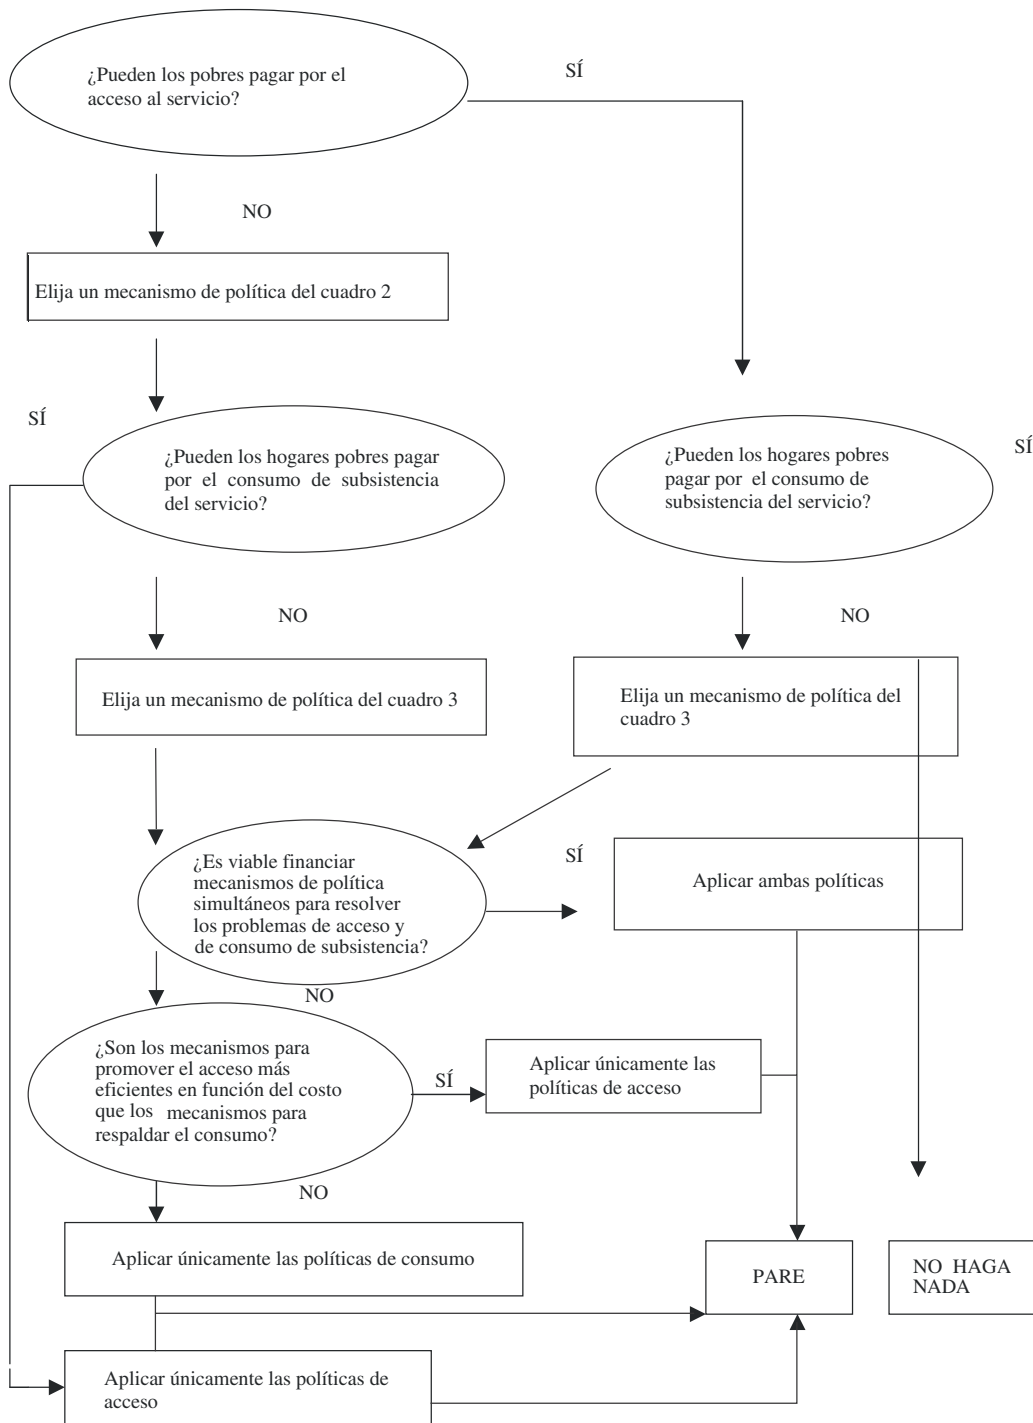 ¿Pueden los pobres pagar por el
acceso al servicio?
SÍ
NO
Elija un mecanismo de política del cuadro 2
SÍ
¿Pueden los hogares pobres pagar
por el consumo de subsistencia
del servicio?
¿Pueden los hogares pobres
pagar por el consumo de
subsistencia del servicio?
SÍ
NO
NO
Elija un mecanismo de política del cuadro 3
Elija un mecanismo de política del
cuadro 3
¿Es viable financiar
mecanismos de política
simultáneos para resolver
los problemas de acceso y
de consumo de subsistencia?
SÍ
Aplicar ambas políticas
NO
¿Son los mecanismos para
promover el acceso más
eficientes en función del costo
que los mecanismos para
respaldar el consumo?
SÍ
Aplicar únicamente las
políticas de acceso
NO
Aplicar únicamente las políticas de consumo
PARE
NO HAGA
NADA
Aplicar únicamente las políticas de
acceso